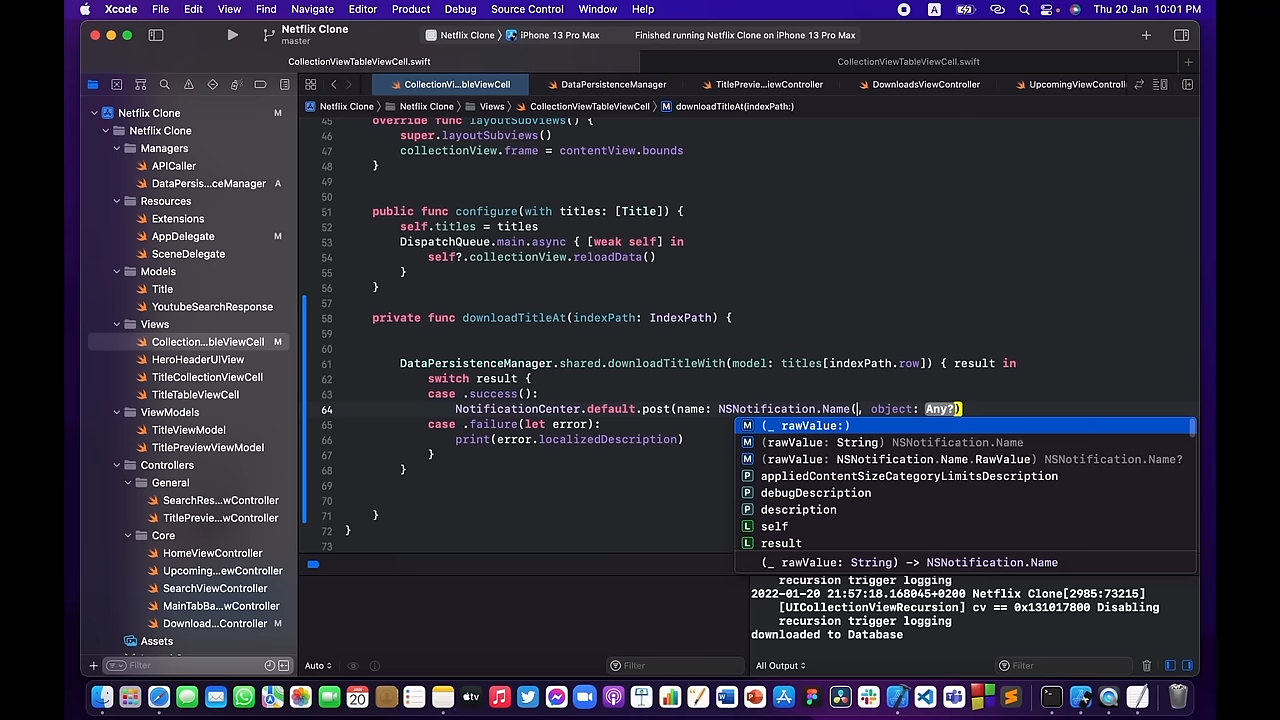 Xcode File Edit View Find Navigate Editor Product Debug Source Control Window Help A Thu 20 Jan 10:01 PM
Netflix Clone
master
Netflix Clone iPhone 13 Pro Max
Finished running Netflix Clone on iPhone 13 Pro Max
CollectionViewTableViewCell.swift
CollectionViewTableViewCell.swift
CollectionVi...bleViewCell
DataPersistenceManager
TitlePreview...iewController
DownloadsViewController
UpcomingViewControll
Netflix Clone Netflix Clone Views CollectionViewTableViewCell M downloadTitleAt(indexPath:)
Netflix Clone M
Netflix Clone
Managers
APICaller
DataPersis...ceManager A
Resources
Extensions
AppDelegate M
SceneDelegate
Models
Title
YoutubeSearchResponse
Views
Collection...bleViewCell M
HeroHeaderUIView
TitleCollectionViewCell
TitleTableViewCell
ViewModels
TitleViewModel
TitlePreviewViewModel
Controllers
General
SearchRes...wController
TitlePrevie...wController
Core
HomeViewController
Upcoming...ewController
SearchViewController
MainTabBa...wController
Download...Controller M
Assets
Filter
45 override func layoutSubviews() {
46 super.layoutSubviews()
47 collectionView.frame = contentView.bounds
48 }
49
50
51 public func configure(with titles: [Title]) {
52 self.titles = titles
53 DispatchQueue.main.async { [weak self] in
54 self?.collectionView.reloadData()
55 }
56 }
57
58 private func downloadTitleAt(indexPath: IndexPath) {
59
60
61 DataPersistenceManager.shared.downloadTitleWith(model: titles[indexPath.row]) { result in
62 switch result {
63 case .success():
64 NotificationCenter.default.post(name: NSNotification.Name(, object: Any?)
65 case .failure(let error):
66 print(error.localizedDescription)
67 }
68 }
69
70
71 }
72 }
73
M (_ rawValue:)
M (rawValue: String) NSNotification.Name
M (rawValue: NSNotification.Name.RawValue) NSNotification.Name?
P appliedContentSizeCategoryLimitsDescription
P debugDescription
P description
L self
L result
(_ rawValue: String) -> NSNotification.Name
recursion trigger logging
2022-01-20 21:57:18.168045+0200 Netflix Clone[2985:73215]
[UICollectionViewRecursion] cv == 0x131017800 Disabling
recursion trigger logging
downloaded to Database
Auto
Filter
All Output
Filter